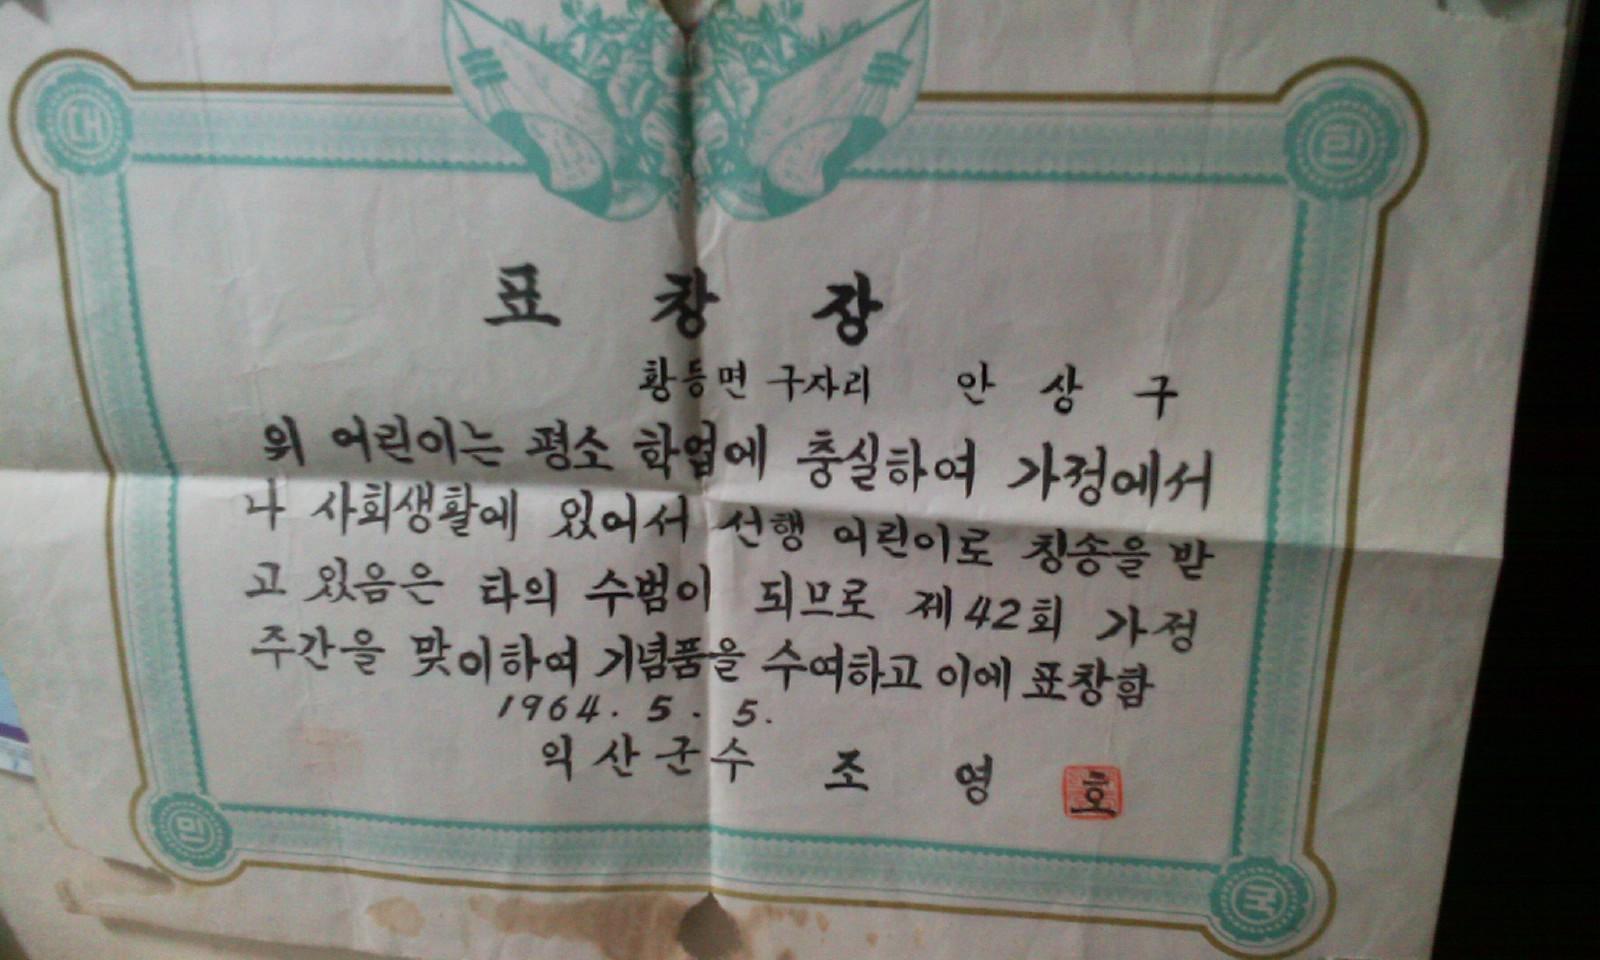 대 한
표 창 장
황등면 구자리 안 상 구
위 어린이는 평소 학업에 충실하여 가정에서
나 사회생활에 있어서 선행 어린이로 칭송을 받
고 있음은 타의 수범이 되므로 제42회 가정
주간을 맞이하여 기념품을 수여하고 이에 표창함
1964. 5. 5.
익산군수 조 영 호
민 국